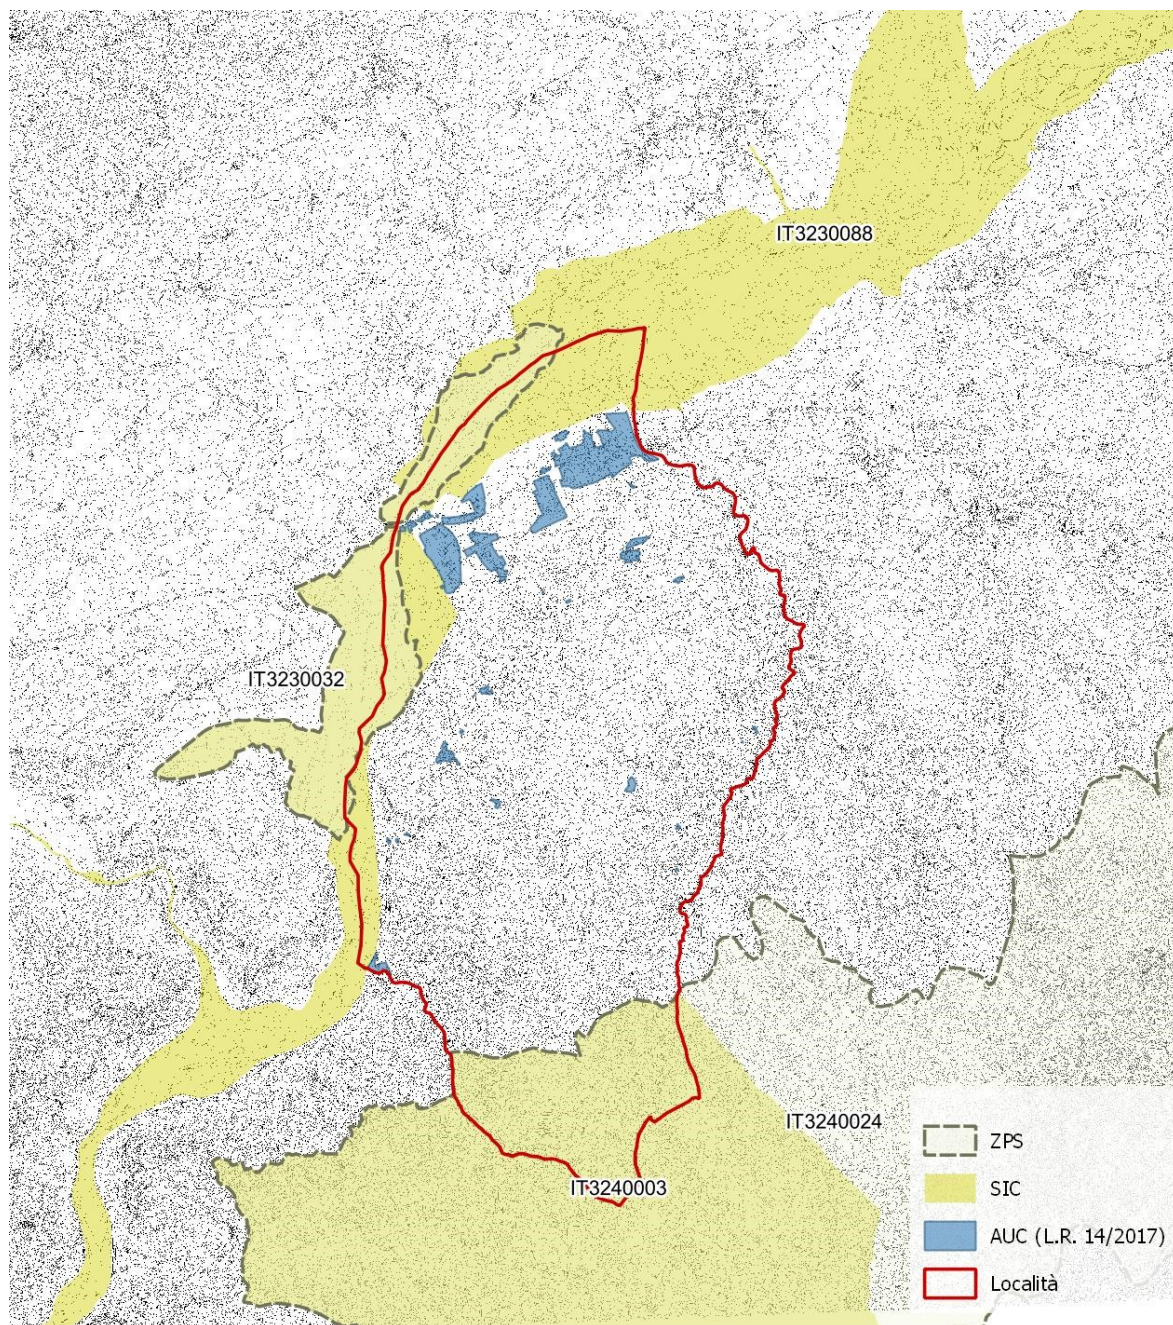 IT3230088
IT3230032
IT3240024
IT3240003
ZPS
SIC
AUC (L.R. 14/2017)
Località